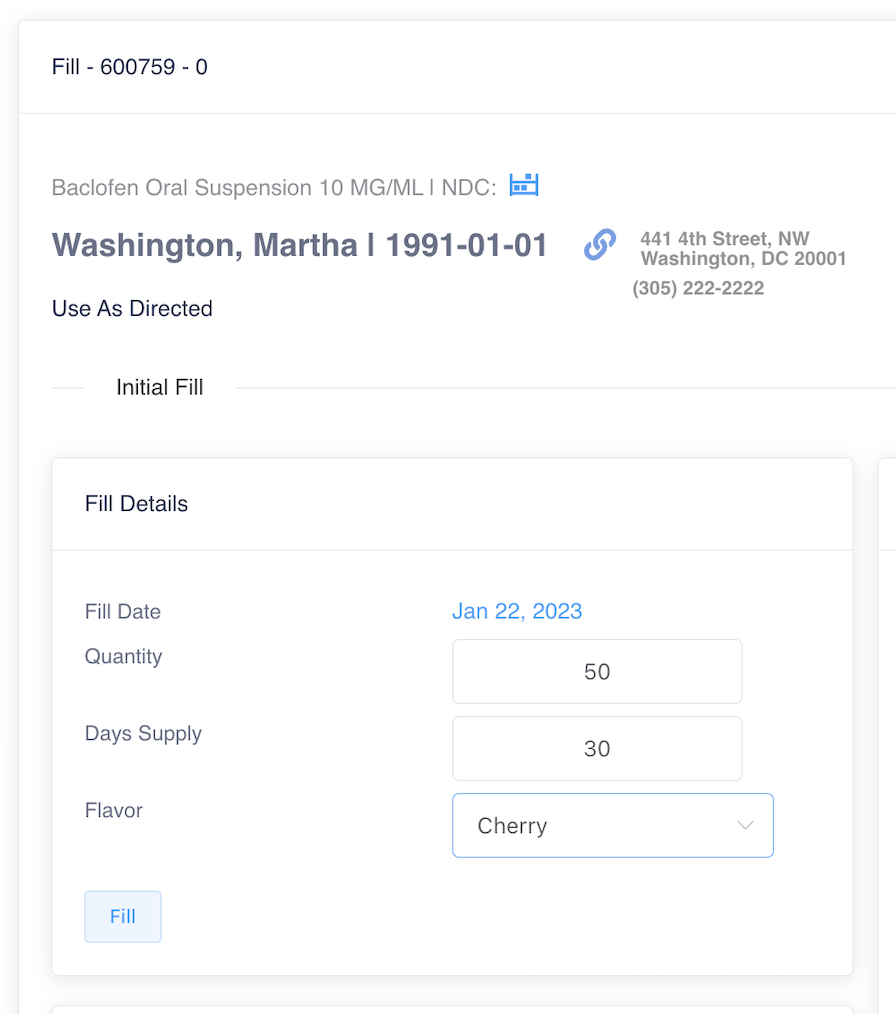 Fill - 600759 - 0
Baclofen Oral Suspension 10 MG/ML | NDC:
Washington, Martha | 1991-01-01
441 4th Street, NW
Washington, DC 20001
(305) 222-2222
Use As Directed
Initial Fill
Fill Details
Fill Date Jan 22, 2023
Quantity 50
Days Supply 30
Flavor Cherry
Fill